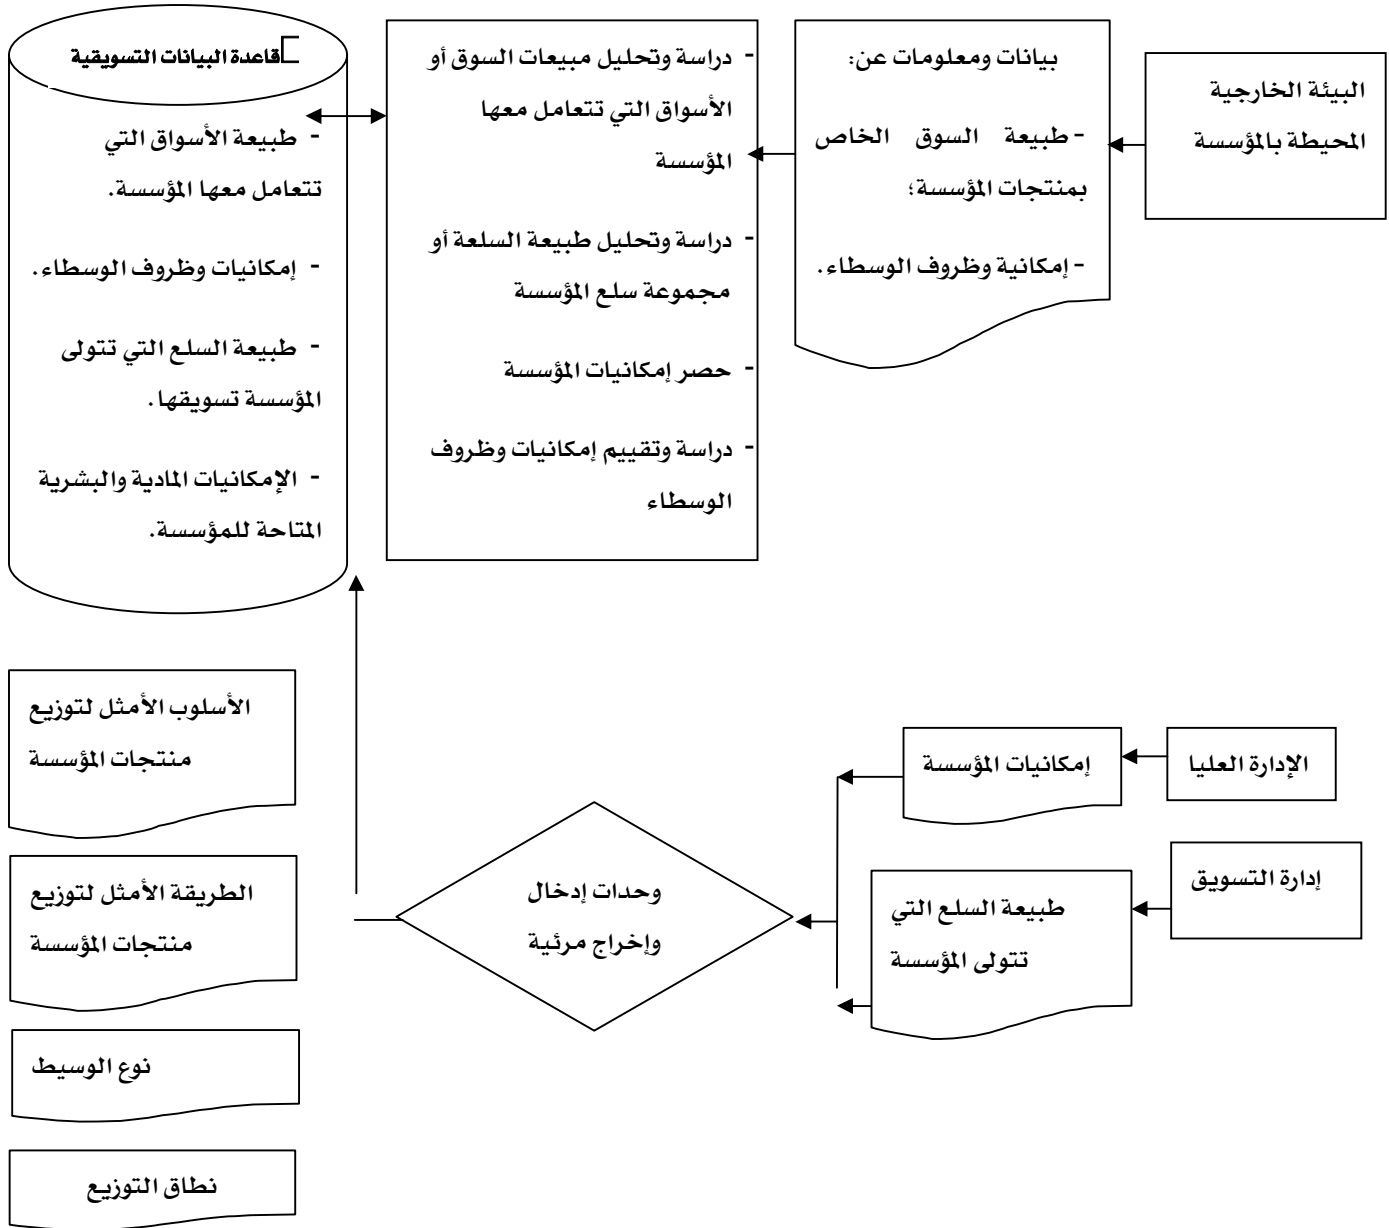 البيئة الخارجية
المحيطة بالمؤسسة
بيانات ومعلومات عن:
- طبيعة السوق الخاص
بمنتجات المؤسسة؛
- إمكانية وظروف الوسطاء.
- دراسة وتحليل مبيعات السوق أو
الأسواق التي تتعامل معها
المؤسسة
- دراسة وتحليل طبيعة السلعة أو
مجموعة سلع المؤسسة
- حصر إمكانيات المؤسسة
- دراسة وتقييم إمكانيات وظروف
الوسطاء
قاعدة البيانات التسويقية
- طبيعة الأسواق التي
تتعامل معها المؤسسة.
- إمكانيات وظروف الوسطاء.
- طبيعة السلع التي تتولى
المؤسسة تسويقها.
- الإمكانيات المادية والبشرية
المتاحة للمؤسسة.
الإدارة العليا
إمكانيات المؤسسة
إدارة التسويق
طبيعة السلع التي
تتولى المؤسسة
وحدات إدخال
وإخراج مرئية
الأسلوب الأمثل لتوزيع
منتجات المؤسسة
الطريقة الأمثل لتوزيع
منتجات المؤسسة
نوع الوسيط
نطاق التوزيع